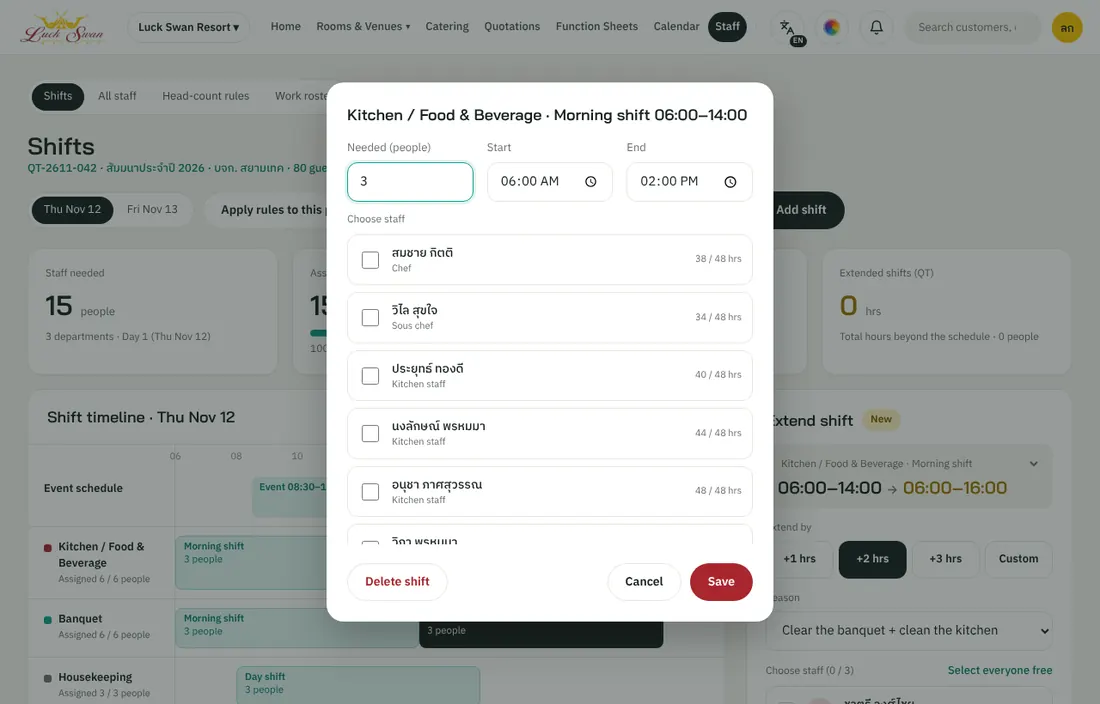 Luck Swan
Luck Swan Resort ▾
Home
Rooms & Venues ▾
Catering
Quotations
Function Sheets
Calendar
Staff
EN
Search customers,
ลก
Shifts
All staff
Head-count rules
Work roste
Shifts
QT-2611-042 · สัมมนาประจำปี 2026 · บจก. สยามเทค · 80 gue
Thu Nov 12
Fri Nov 13
Apply rules to this
Add shift
Staff needed
15 people
3 departments · Day 1 (Thu Nov 12)
Ass
15
100
Extended shifts (QT)
0 hrs
Total hours beyond the schedule · 0 people
Kitchen / Food & Beverage · Morning shift 06:00–14:00
Needed (people)
Start
End
3
06:00 AM
02:00 PM
Choose staff
สมชาย กิตติ
Chef
38 / 48 hrs
วิไล สุขใจ
Sous chef
34 / 48 hrs
ประยุทธ์ ทองดี
Kitchen staff
40 / 48 hrs
นงลักษณ์ พรหมมา
Kitchen staff
44 / 48 hrs
อนุชา ภาศสุวรรณ
Kitchen staff
48 / 48 hrs
Delete shift
Cancel
Save
Shift timeline · Thu Nov 12
06
08
10
Event schedule
Event 08:30–1
Kitchen / Food &
Beverage
Assigned 6 / 6 people
Morning shift
3 people
Banquet
Assigned 6 / 6 people
Morning shift
3 people
3 people
Housekeeping
Assigned 3 / 3 people
Day shift
3 people
Extend shift
New
Kitchen / Food & Beverage · Morning shift
06:00–14:00 → 06:00–16:00
xtend by
+1 hrs
+2 hrs
+3 hrs
Custom
eason
Clear the banquet + clean the kitchen
Choose staff (0 / 3)
Select everyone free